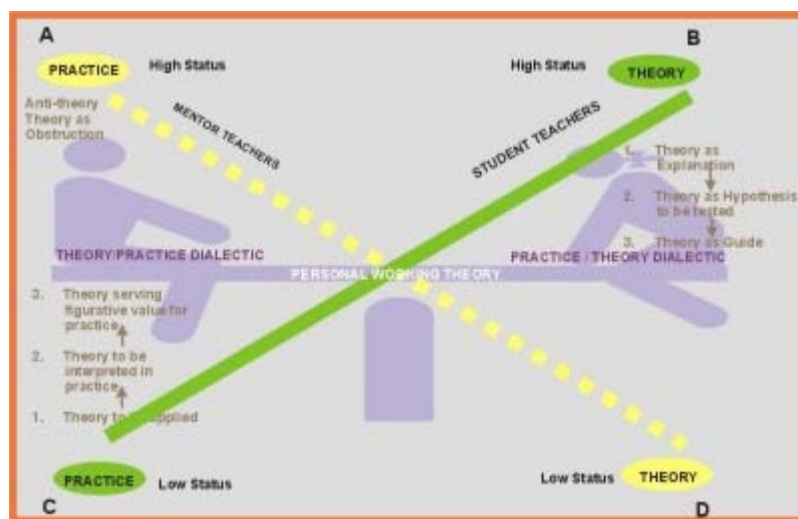 A
B
PRACTICE
High Status
High Status
THEORY
Anti-theory
Theory as
Obstruction
MENTOR TEACHERS
STUDENT TEACHERS
1. Theory as
Explanation
2. Theory as Hypothesis
to be tested
3. Theory as Guide
THEORY/PRACTICE DIALECTIC
PRACTICE / THEORY DIALECTIC
PERSONAL WORKING THEORY
3. Theory serving
figurative value for
practice
2. Theory to be
interpreted in
practice
1. Theory to applied
PRACTICE
Low Status
Low Status
THEORY
C
D